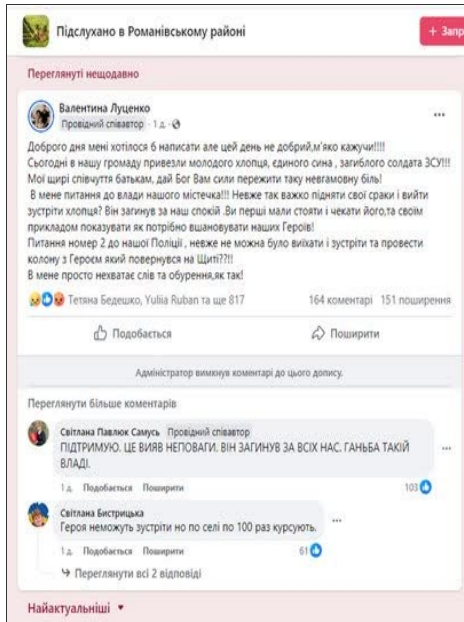 Підслухано в Романівському районі
+ Запр
Переглянуті нещодавно
Валентина Луценко
Провідний співавтор · 1 д. ·
Доброго дня мені хотілося б написати але цей день не добрий,м'яко кажучи!!!!
Сьогодні в нашу громаду привезли молодого хлопця, єдиного сина , загиблого солдата ЗСУ!!!
Мої щирі співчуття батькам, дай Бог Вам сили пережити таку невгамовну біль!
В мене питання до влади нашого містечка!!! Невже так важко підняти свої сраки і вийти
зустріти хлопця? Він загинув за наш спокій .Ви перші мали стояти і чекати його,та своїм
прикладом показувати як потрібно вшановувати наших Героїв!
Питання номер 2 до нашої Поліції , невже не можна було виїхати і зустріти та провести
колону з Героєм який повернувся на Щиті??!!
В мене просто нехватає слів та обурення,як так!
Тетяна Бедешко, Yuliia Ruban та ще 817
164 коментарі 151 поширення
Подобається
Поширити
Адміністратор вимкнув коментарі до цього допису.
Переглянути більше коментарів
Світлана Павлюк Самусь Провідний співавтор
ПІДТРИМУЮ. ЦЕ ВИЯВ НЕПОВАГИ. ВІН ЗАГИНУВ ЗА ВСІХ НАС. ГАНЬБА ТАКІЙ
ВЛАДІ.
1 д. Подобається Поширити 103
Світлана Бистрицька
Героя неможуть зустріти но по селі по 100 раз курсують.
1 д. Подобається Поширити 61
Переглянути всі 2 відповіді
Найактуальніші